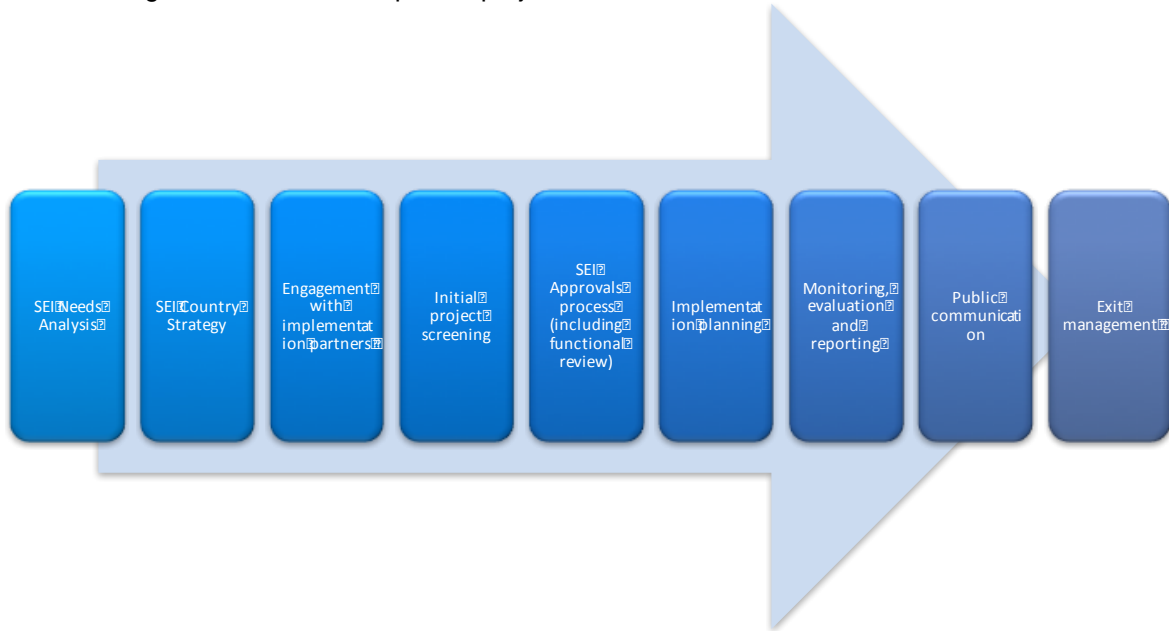 SEI Needs
Analysis
SEI Country
Strategy
Engagement
with
implementat
ion partners
Initial
project
screening
SEI
Approvals
process
(including
functional
review)
Implementat
ion planning
Monitoring,
evaluation
and
reporting
Public
communicati
on
Exit
management